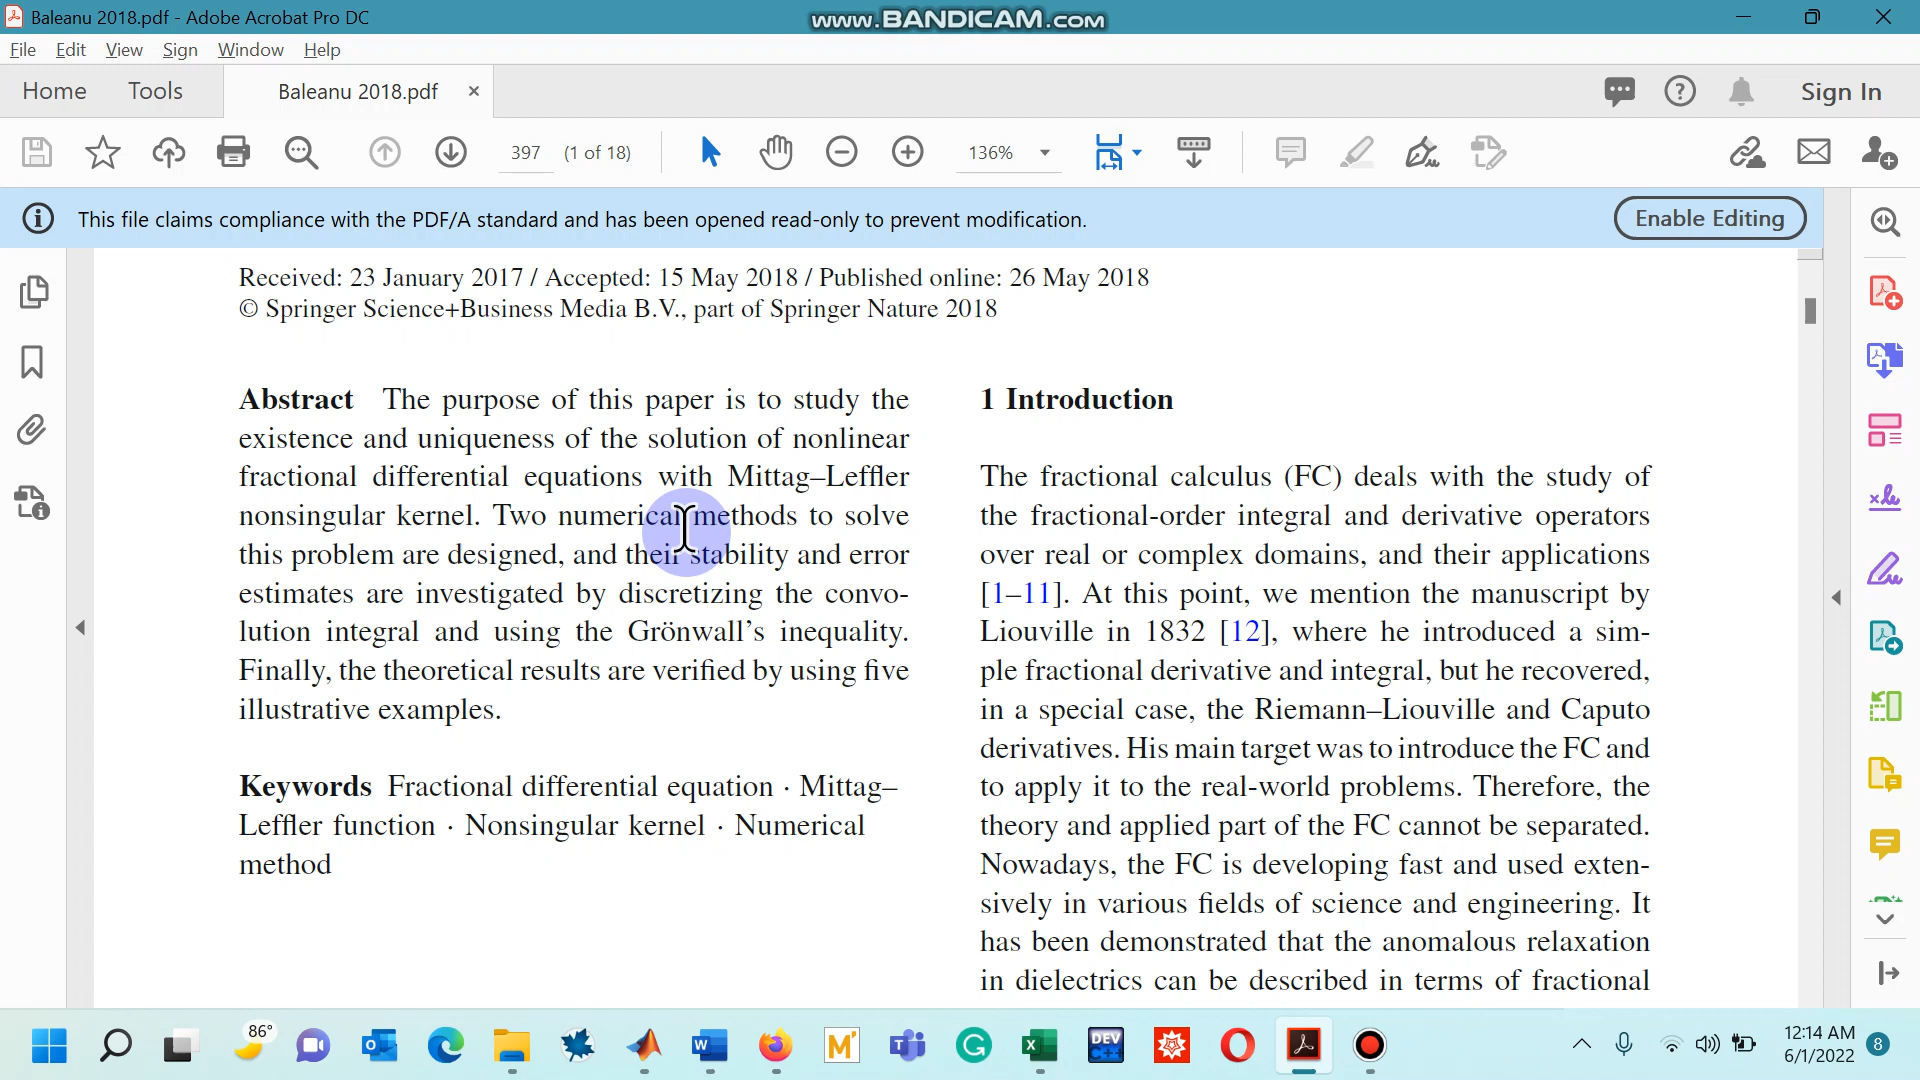 Baleanu 2018.pdf - Adobe Acrobat Pro DC
www.BANDICAM.com
File Edit View Sign Window Help
Home Tools Baleanu 2018.pdf × Sign In
397 (1 of 18) 136%
This file claims compliance with the PDF/A standard and has been opened read-only to prevent modification. Enable Editing
Received: 23 January 2017 / Accepted: 15 May 2018 / Published online: 26 May 2018
© Springer Science+Business Media B.V., part of Springer Nature 2018
Abstract The purpose of this paper is to study the
existence and uniqueness of the solution of nonlinear
fractional differential equations with Mittag–Leffler
nonsingular kernel. Two numerical methods to solve
this problem are designed, and their stability and error
estimates are investigated by discretizing the convo-
lution integral and using the Grönwall's inequality.
Finally, the theoretical results are verified by using five
illustrative examples.
Keywords Fractional differential equation · Mittag–
Leffler function · Nonsingular kernel · Numerical
method
1 Introduction
The fractional calculus (FC) deals with the study of
the fractional-order integral and derivative operators
over real or complex domains, and their applications
[1–11]. At this point, we mention the manuscript by
Liouville in 1832 [12], where he introduced a sim-
ple fractional derivative and integral, but he recovered,
in a special case, the Riemann–Liouville and Caputo
derivatives. His main target was to introduce the FC and
to apply it to the real-world problems. Therefore, the
theory and applied part of the FC cannot be separated.
Nowadays, the FC is developing fast and used exten-
sively in various fields of science and engineering. It
has been demonstrated that the anomalous relaxation
in dielectrics can be described in terms of fractional
86°
DEV
C++
12:14 AM
6/1/2022
8